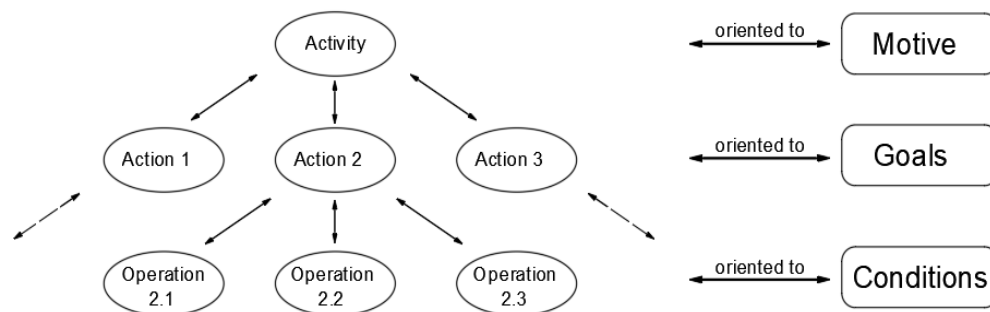 Activity
oriented to
Motive
Action 1
Action 2
Action 3
oriented to
Goals
Operation
2.1
Operation
2.2
Operation
2.3
oriented to
Conditions